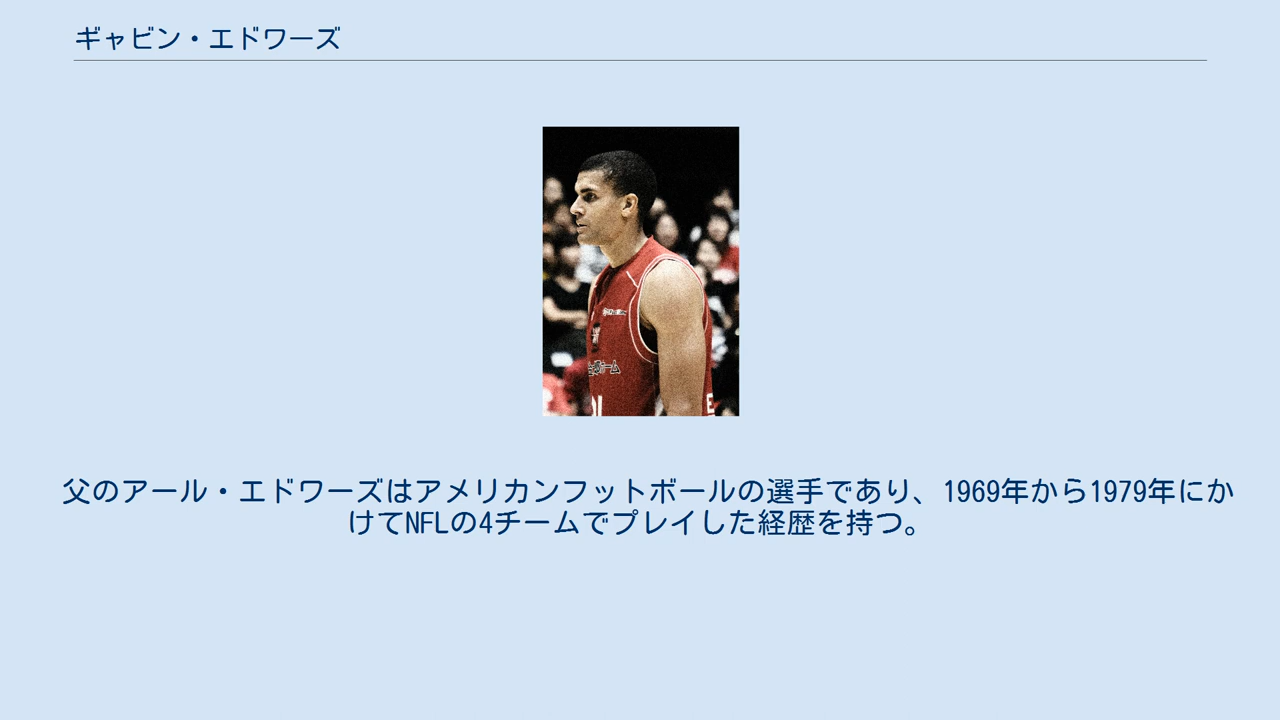 ギャビン・エドワーズ
父のアール・エドワーズはアメリカンフットボールの選手であり、1969年から1979年にか
けてNFLの4チームでプレイした経歴を持つ。